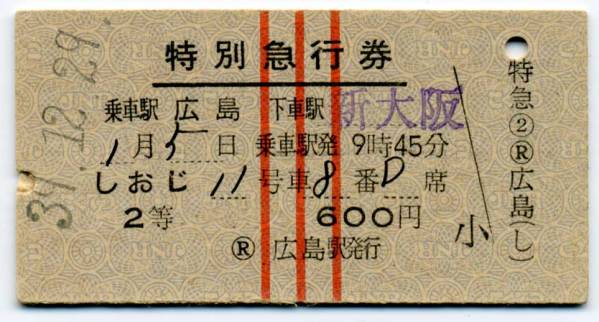 39.12.29.
特別急行券
乗車駅 広島 下車駅 新大阪
1月5日 乗車駅発 9時45分
しおじ 11号車 8番 D席
2等 600円
小
Ⓡ 広島駅発行
特急②Ⓡ広島(し)